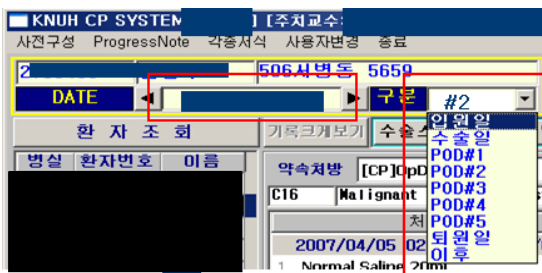 KNUH CP SYSTEM ] [주치교수:
사전구성 ProgressNote 각종서식 사용자변경 종료
2 506서병동 5659
DATE ◀ ▶ 구분 #2
환 자 조 회 기록크게보기 수술스
병실 환자번호 이름
약속처방 [CP]OpD
C16 Malignant s
처
2007/04/05 02
1 Normal Saline 20ml
입원일
수술일
POD#1
POD#2
POD#3
POD#4
POD#5
퇴원일
이후